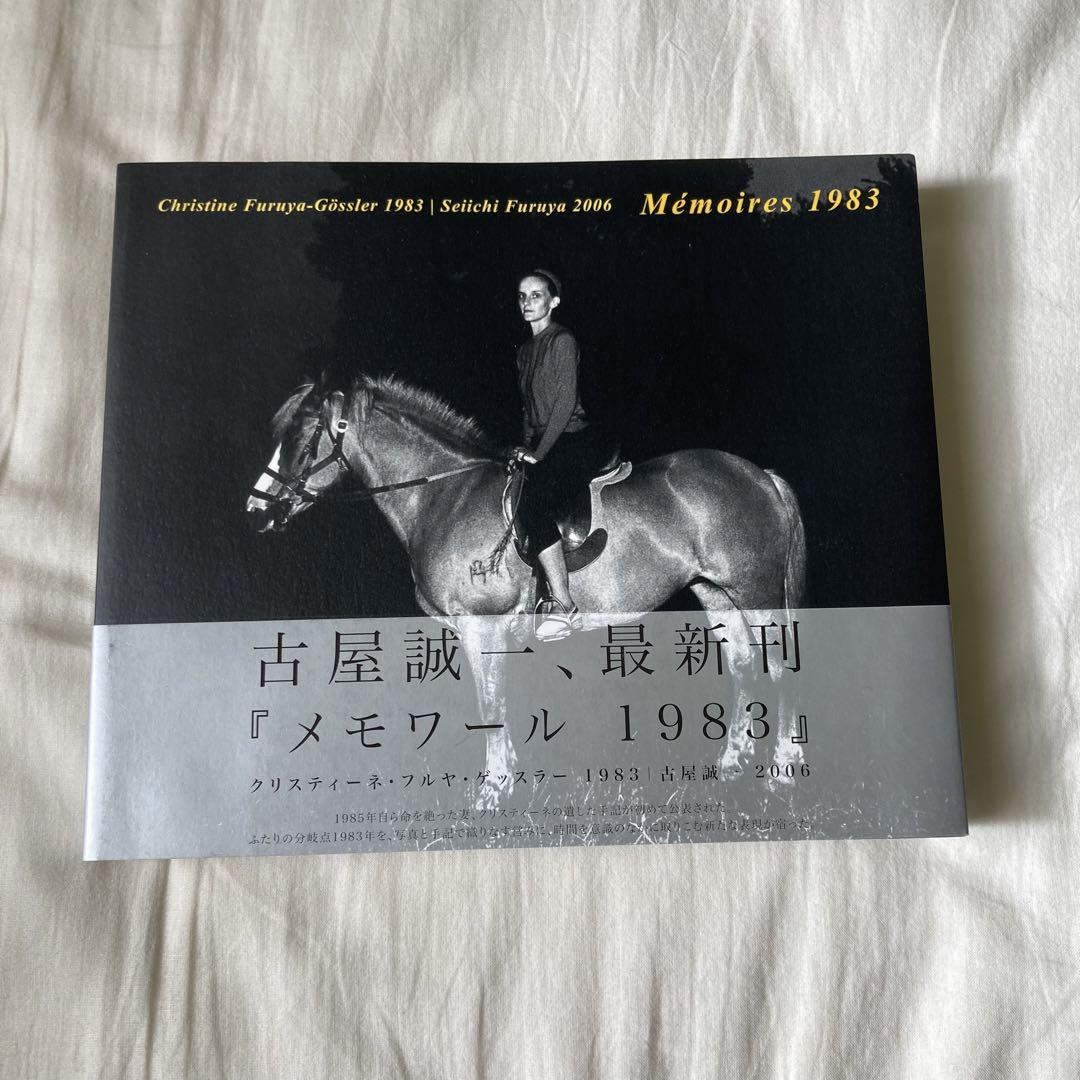 Christine Furuya-Gössler 1983 | Seiichi Furuya 2006 Mémoires 1983
古屋誠一、最新刊
『メモワール 1983』
クリスティーネ・フルヤ・ゲッスラー 1983|古屋誠一 2006
1985年自ら命を絶った妻、クリスティーネの遺した手記が初めて公表された。
ふたりの分岐点1983年を、写真と手記で織りなす営みに、時間を意識のなかに取りこむ新たな表現が宿った。